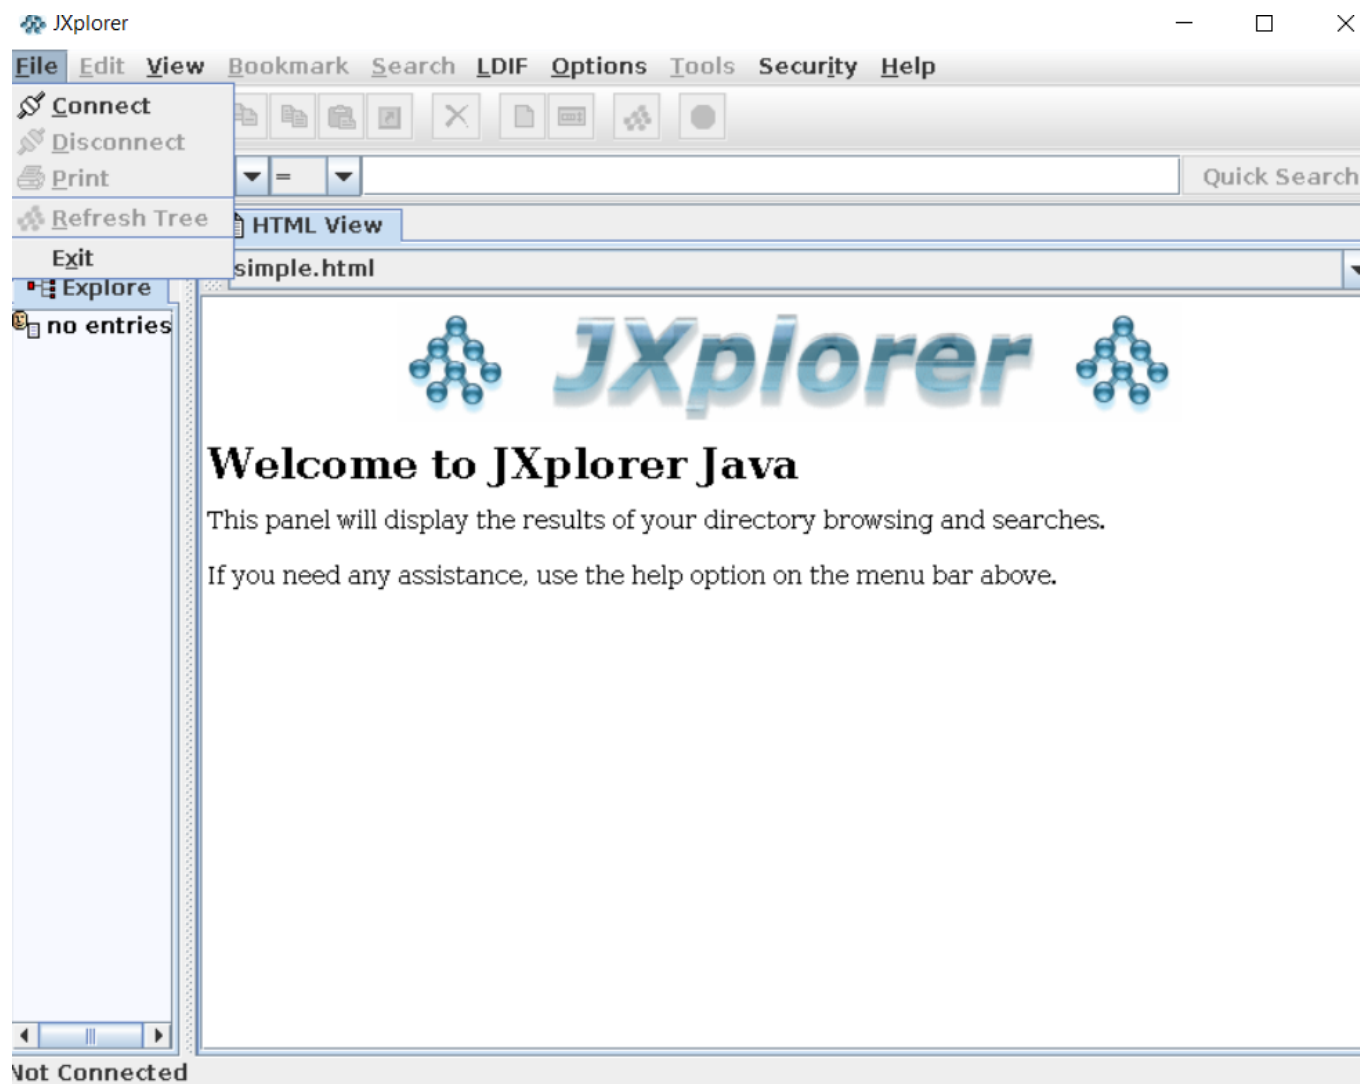 JXplorer
File Edit View Bookmark Search LDIF Options Tools Security Help
Connect
Disconnect
Print
Refresh Tree
Exit
= Quick Search
HTML View
simple.html
Explore
no entries
JXplorer
Welcome to JXplorer Java
This panel will display the results of your directory browsing and searches.
If you need any assistance, use the help option on the menu bar above.
Not Connected